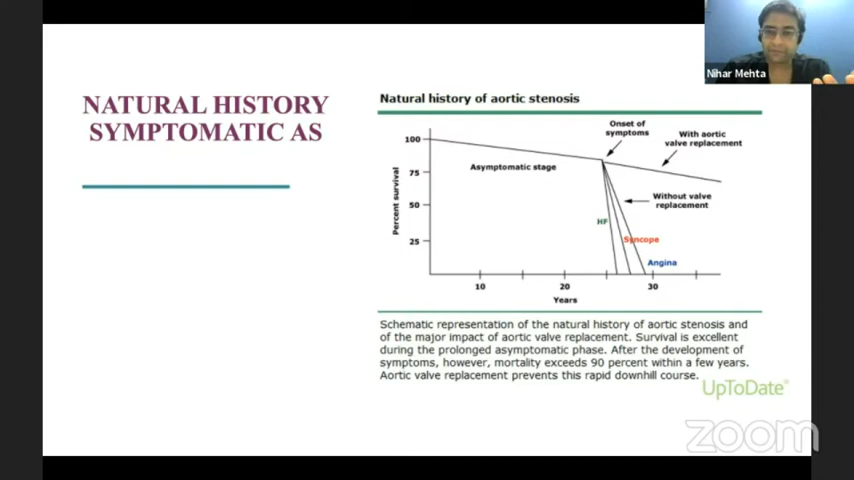 Nihar Mehta
NATURAL HISTORY
SYMPTOMATIC AS
Natural history of aortic stenosis
Onset of
symptoms
With aortic
valve replacement
Asymptomatic stage
Without valve
replacement
HF
Syncope
Angina
Percent survival
100
75
50
25
10
20
30
Years
Schematic representation of the natural history of aortic stenosis and
of the major impact of aortic valve replacement. Survival is excellent
during the prolonged asymptomatic phase. After the development of
symptoms, however, mortality exceeds 90 percent within a few years.
Aortic valve replacement prevents this rapid downhill course.
UpToDate®
zoom